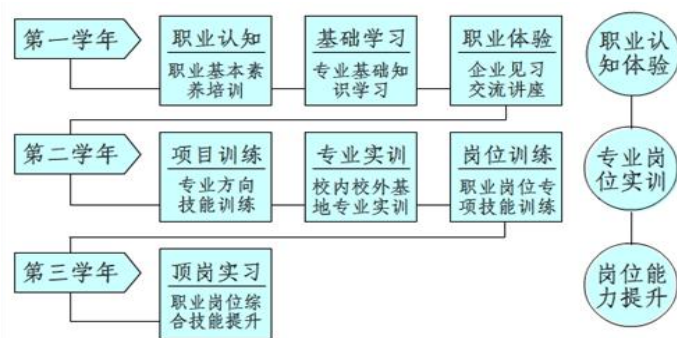 第一学年
职业认知
职业基本素
养培训
基础学习
专业基础知
识学习
职业体验
企业见习
交流讲座
职业认
知体验
第二学年
项目训练
专业方向
技能训练
专业实训
校内校外基
地专业实训
岗位训练
职业岗位专
项技能训练
专业岗
位实训
第三学年
顶岗实习
职业岗位综
合技能提升
岗位能
力提升